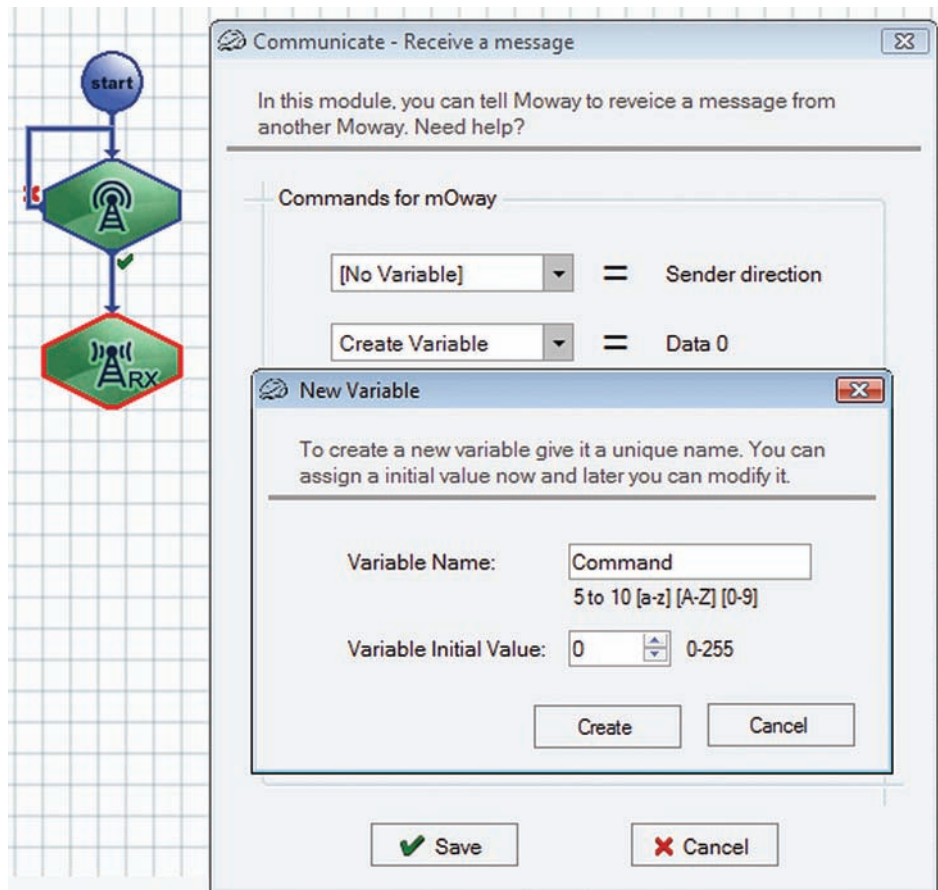 start
RX
Communicate - Receive a message
In this module, you can tell Moway to reveice a message from
another Moway. Need help?
Commands for mOway
[No Variable] = Sender direction
Create Variable = Data 0
New Variable
To create a new variable give it a unique name. You can
assign a initial value now and later you can modify it.
Variable Name: Command
5 to 10 [a-z] [A-Z] [0-9]
Variable Initial Value: 0 0-255
Create Cancel
Save Cancel